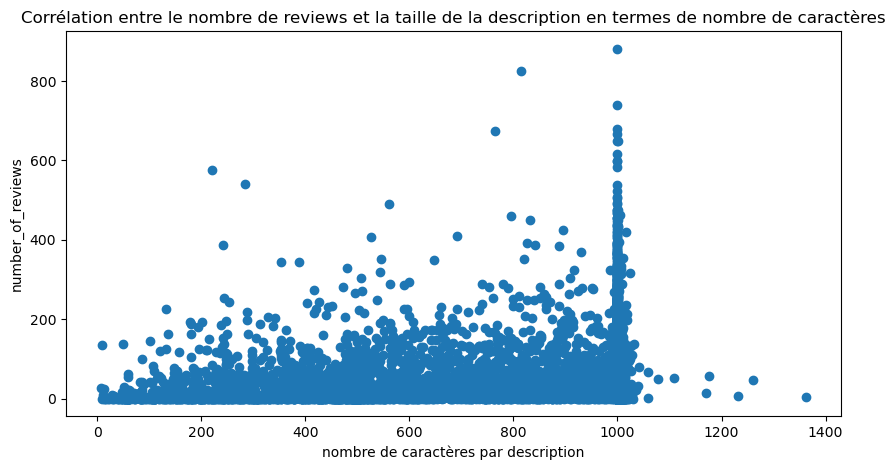 Corrélation entre le nombre de reviews et la taille de la description en termes de nombre de caractères
number_of_reviews
800
600
400
200
0
0 200 400 600 800 1000 1200 1400
nombre de caractères par description